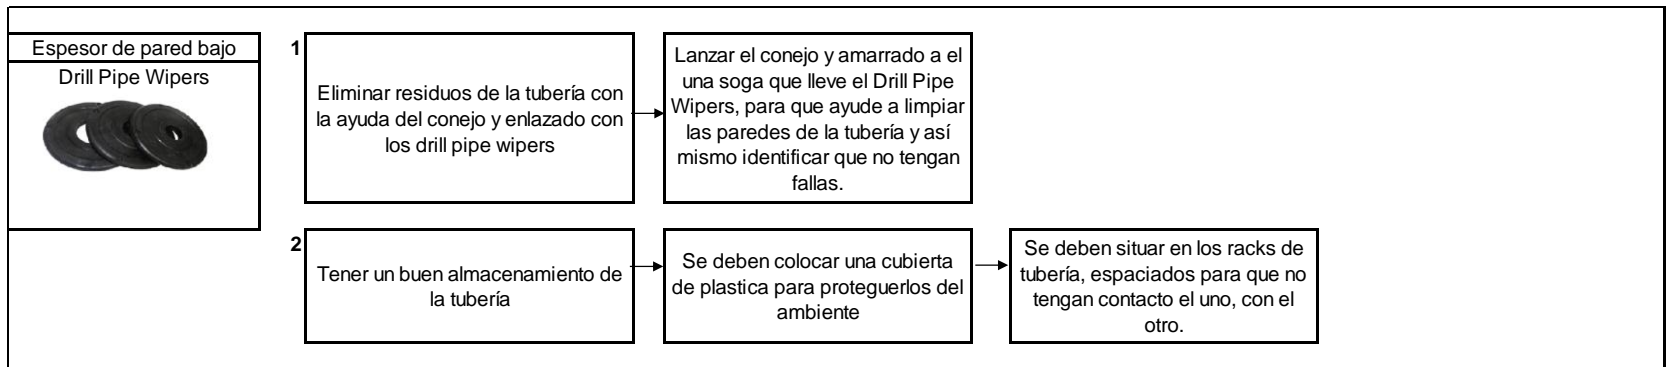 Espesor de pared bajo
Drill Pipe Wipers
1
Eliminar residuos de la tubería con
la ayuda del conejo y enlazado con
los drill pipe wipers
Lanzar el conejo y amarrado a el
una soga que lleve el Drill Pipe
Wipers, para que ayude a limpiar
las paredes de la tubería y así
mismo identificar que no tengan
fallas.
2
Tener un buen almacenamiento de
la tubería
Se deben colocar una cubierta
de plastica para proteguerlos del
ambiente
Se deben situar en los racks de
tubería, espaciados para que no
tengan contacto el uno, con el
otro.